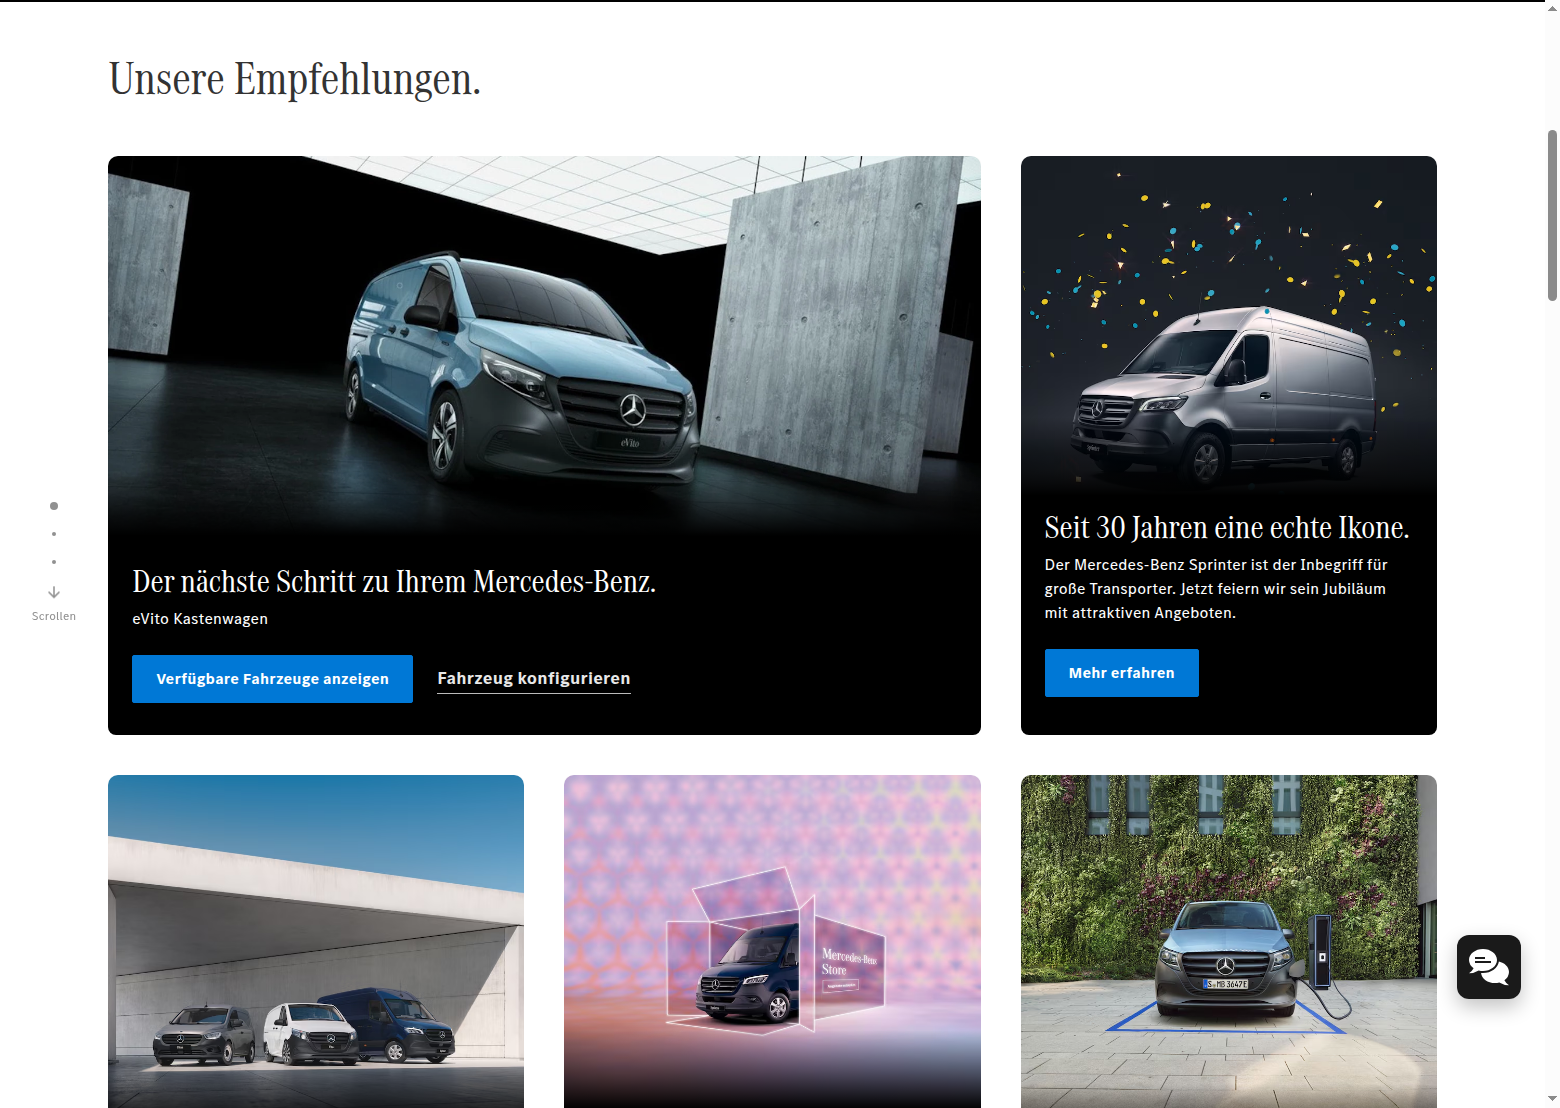 Unsere Empfehlungen.
eVito
Der nächste Schritt zu Ihrem Mercedes-Benz.
eVito Kastenwagen
Verfügbare Fahrzeuge anzeigen
Fahrzeug konfigurieren
Seit 30 Jahren eine echte Ikone.
Der Mercedes-Benz Sprinter ist der Inbegriff für
große Transporter. Jetzt feiern wir sein Jubiläum
mit attraktiven Angeboten.
Mehr erfahren
Scrollen
Mercedes-Benz
Store
S MB 3647E